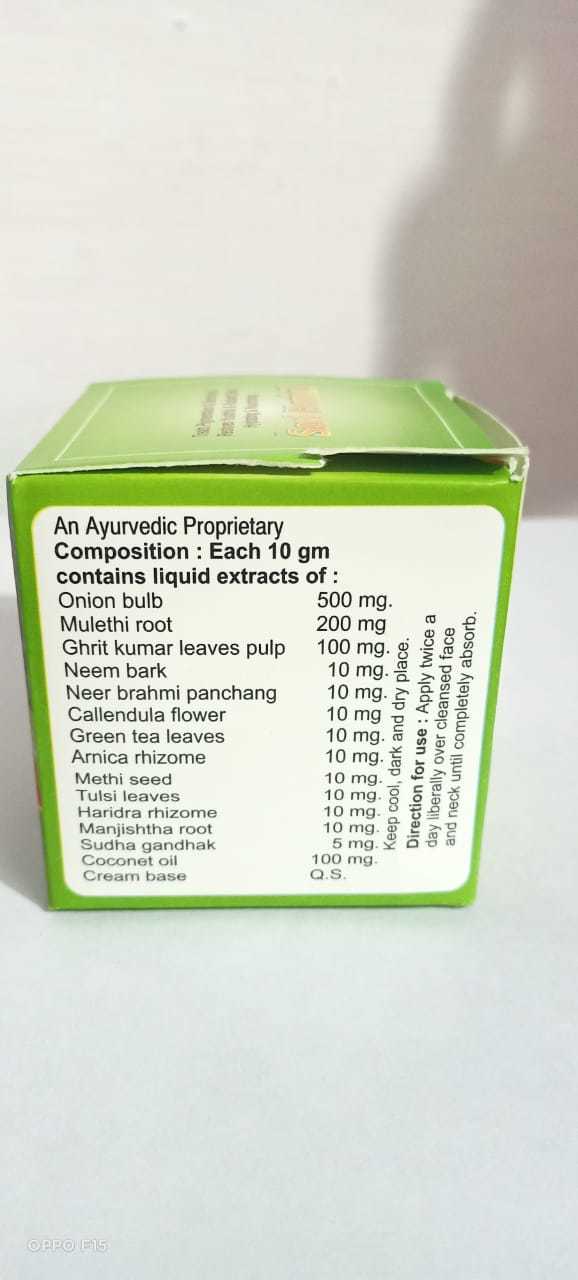 An Ayurvedic Proprietary
Composition : Each 10 gm
contains liquid extracts of :
Onion bulb 500 mg.
Mulethi root 200 mg
Ghrit kumar leaves pulp 100 mg.
Neem bark 10 mg.
Neer brahmi panchang 10 mg.
Callendula flower 10 mg
Green tea leaves 10 mg.
Arnica rhizome 10 mg.
Methi seed 10 mg.
Tulsi leaves 10 mg.
Haridra rhizome 10 mg.
Manjishtha root 10 mg.
Sudha gandhak 5 mg.
Coconet oil 100 mg.
Cream base Q.S.
Keep cool, dark and dry place.
Direction for use : Apply twice a
day liberally over cleansed face
and neck until completely absorb.
OPPO F15